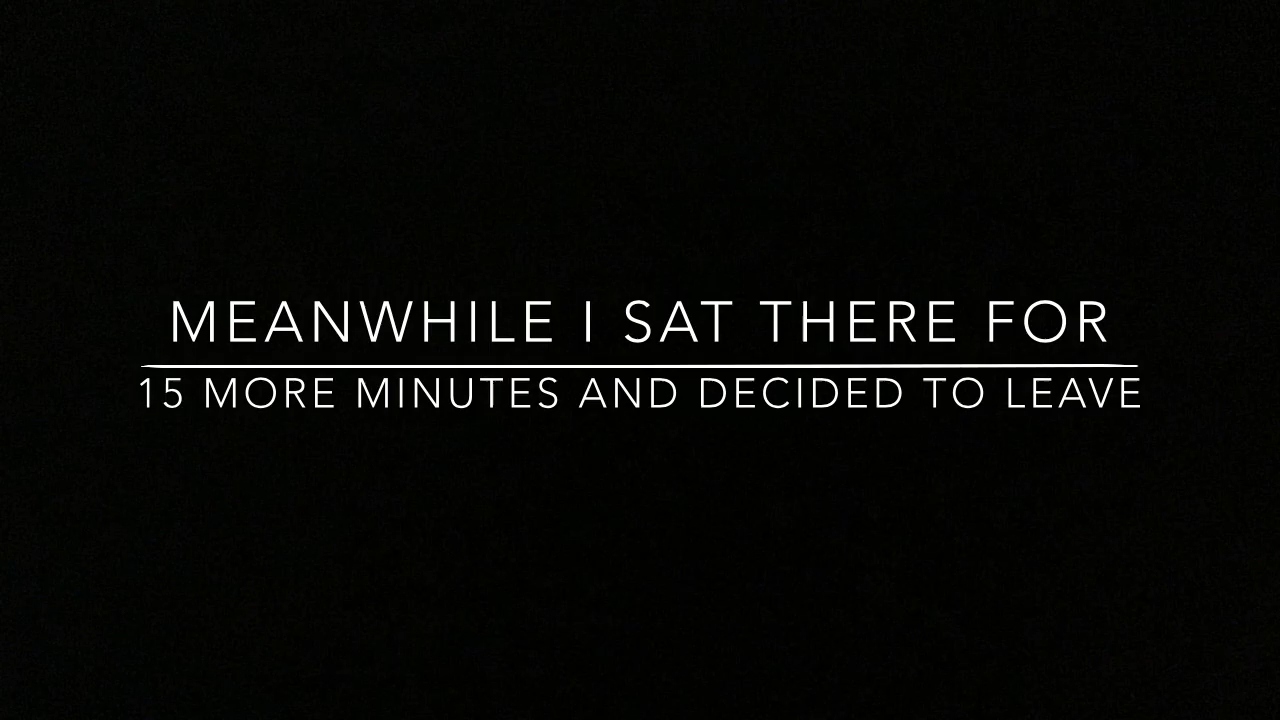 MEANWHILE I SAT THERE FOR
15 MORE MINUTES AND DECIDED TO LEAVE